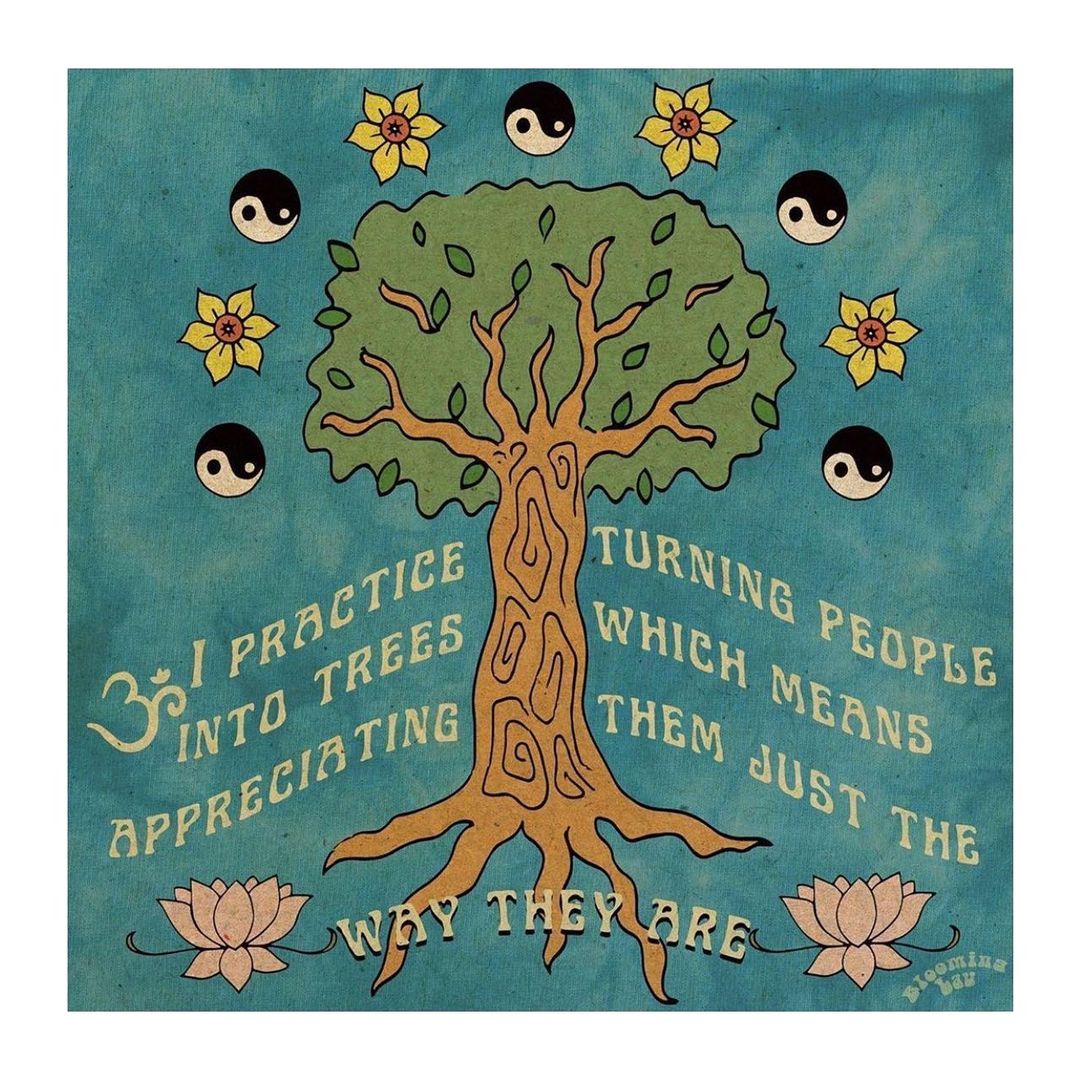 ॐ I PRACTICE TURNING PEOPLE
INTO TREES WHICH MEANS
APPRECIATING THEM JUST THE
WAY THEY ARE
Blooming
Bay